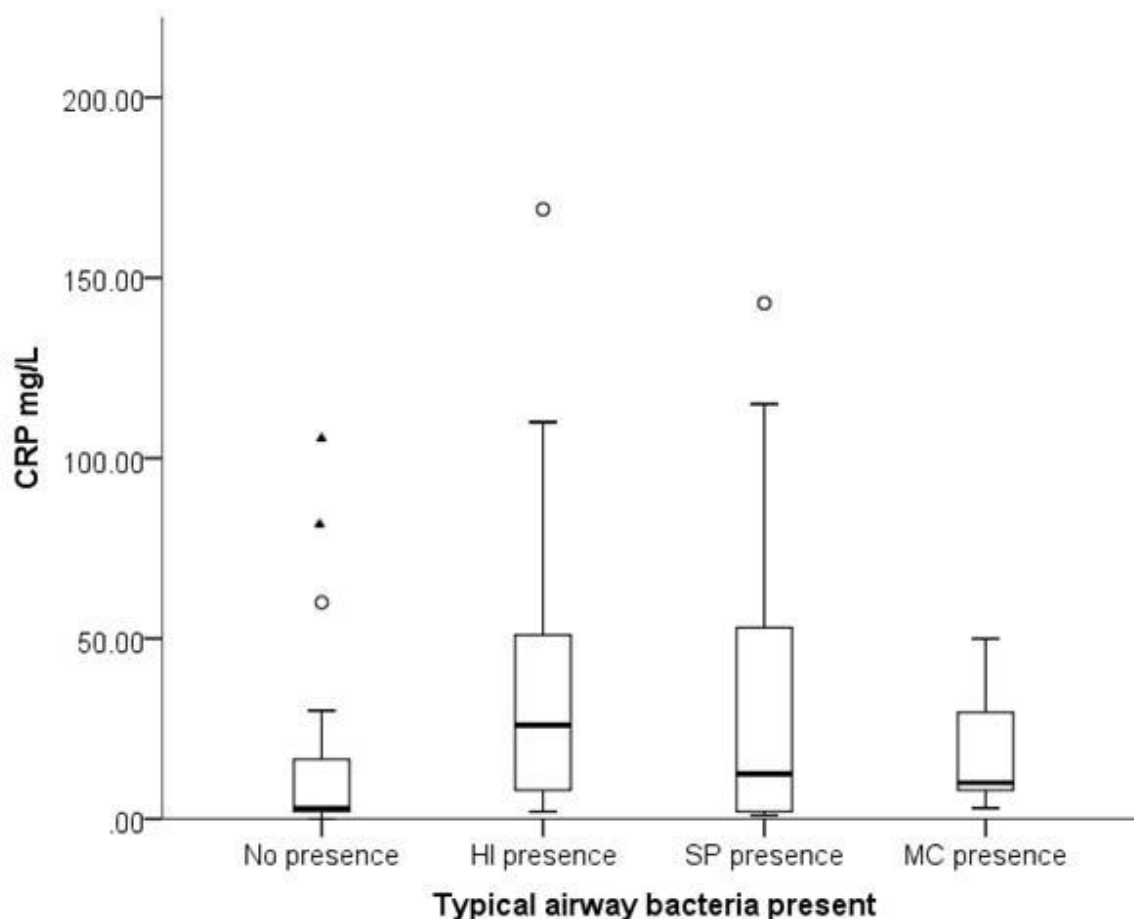 200.00
150.00
100.00
50.00
.00
CRP mg/L
No presence
HI presence
SP presence
MC presence
Typical airway bacteria present